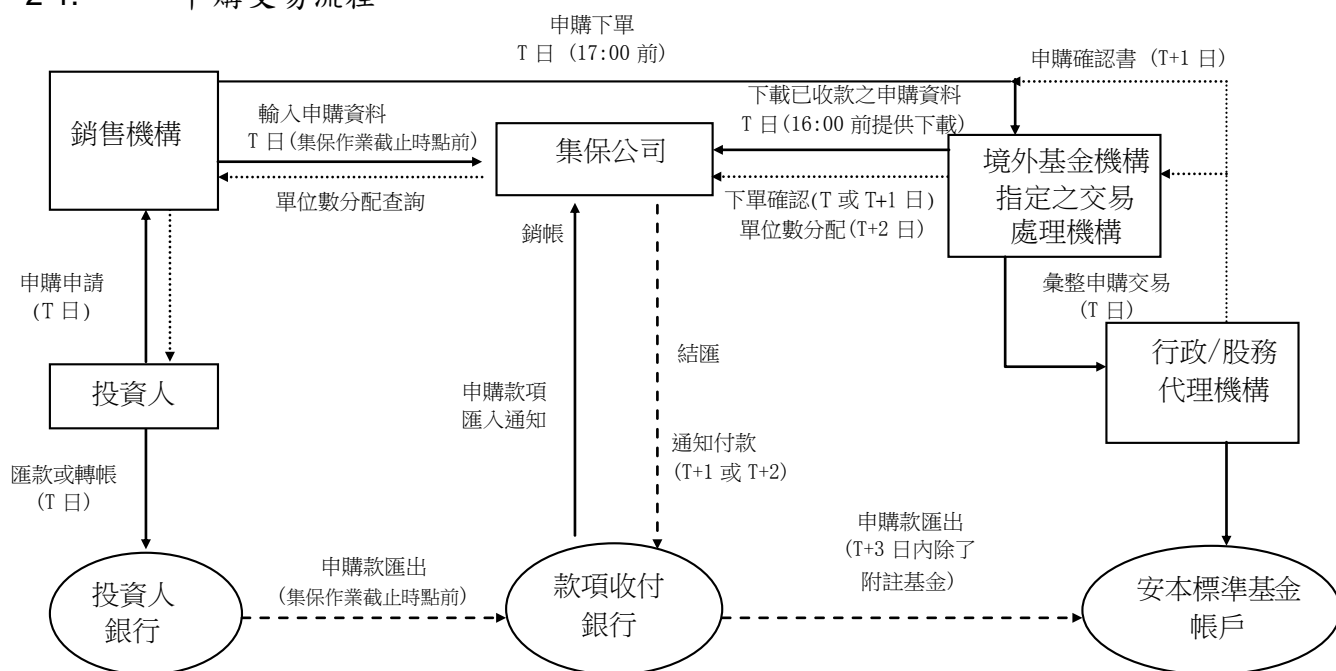 2-1. 申購交易流程
申購下單
T 日 (17:00 前)
申購確認書 (T+1 日)
銷售機構
輸入申購資料
T 日(集保作業截止時點前)
單位數分配查詢
集保公司
下載已收款之申購資料
T 日(16:00 前提供下載)
下單確認(T 或 T+1 日)
單位數分配(T+2 日)
境外基金機構
指定之交易
處理機構
銷帳
申購申請
(T 日)
彙整申購交易
(T 日)
結匯
行政/股務
代理機構
投資人
申購款項
匯入通知
通知付款
(T+1 或 T+2)
匯款或轉帳
(T 日)
申購款匯出
(T+3 日內除了
附註基金)
申購款匯出
(集保作業截止時點前)
投資人
銀行
款項收付
銀行
安本標準基金
帳戶